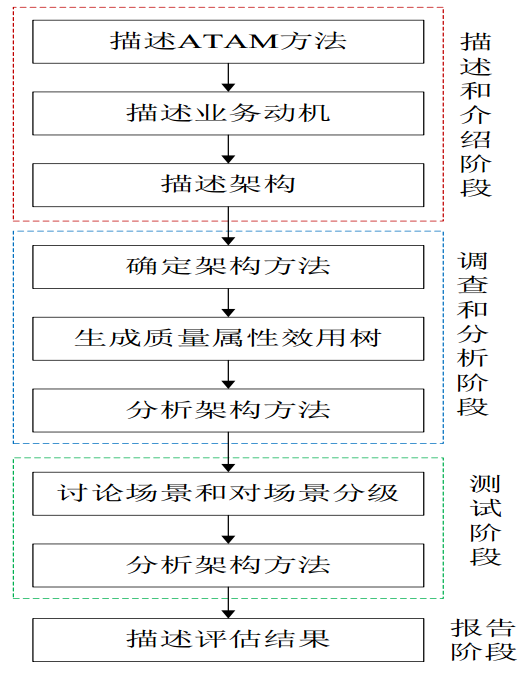 描述ATAM方法
描述业务动机
描述架构
描述和介绍阶段
确定架构方法
生成质量属性效用树
分析架构方法
调查和分析阶段
讨论场景和对场景分级
分析架构方法
测试阶段
描述评估结果
报告
阶段